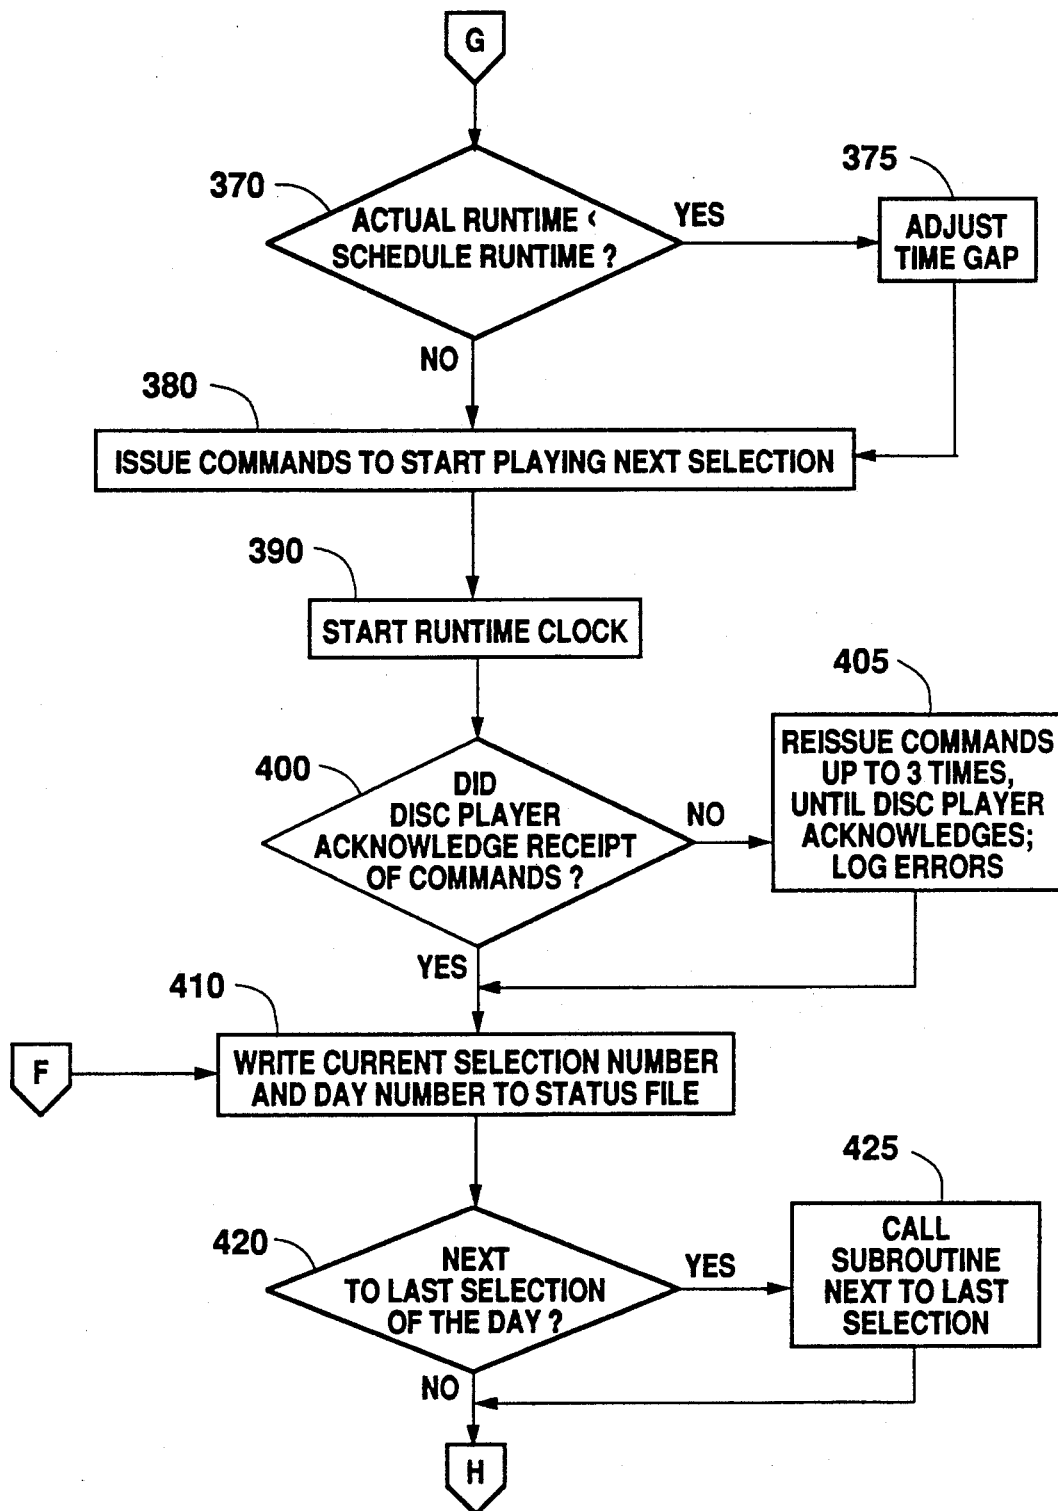 G
370
ACTUAL RUNTIME <
SCHEDULE RUNTIME ?
YES
375
ADJUST
TIME GAP
NO
380
ISSUE COMMANDS TO START PLAYING NEXT SELECTION
390
START RUNTIME CLOCK
400
DID
DISC PLAYER
ACKNOWLEDGE RECEIPT
OF COMMANDS ?
NO
405
REISSUE COMMANDS
UP TO 3 TIMES,
UNTIL DISC PLAYER
ACKNOWLEDGES;
LOG ERRORS
YES
410
F
WRITE CURRENT SELECTION NUMBER
AND DAY NUMBER TO STATUS FILE
420
NEXT
TO LAST SELECTION
OF THE DAY ?
YES
425
CALL
SUBROUTINE
NEXT TO LAST
SELECTION
NO
H